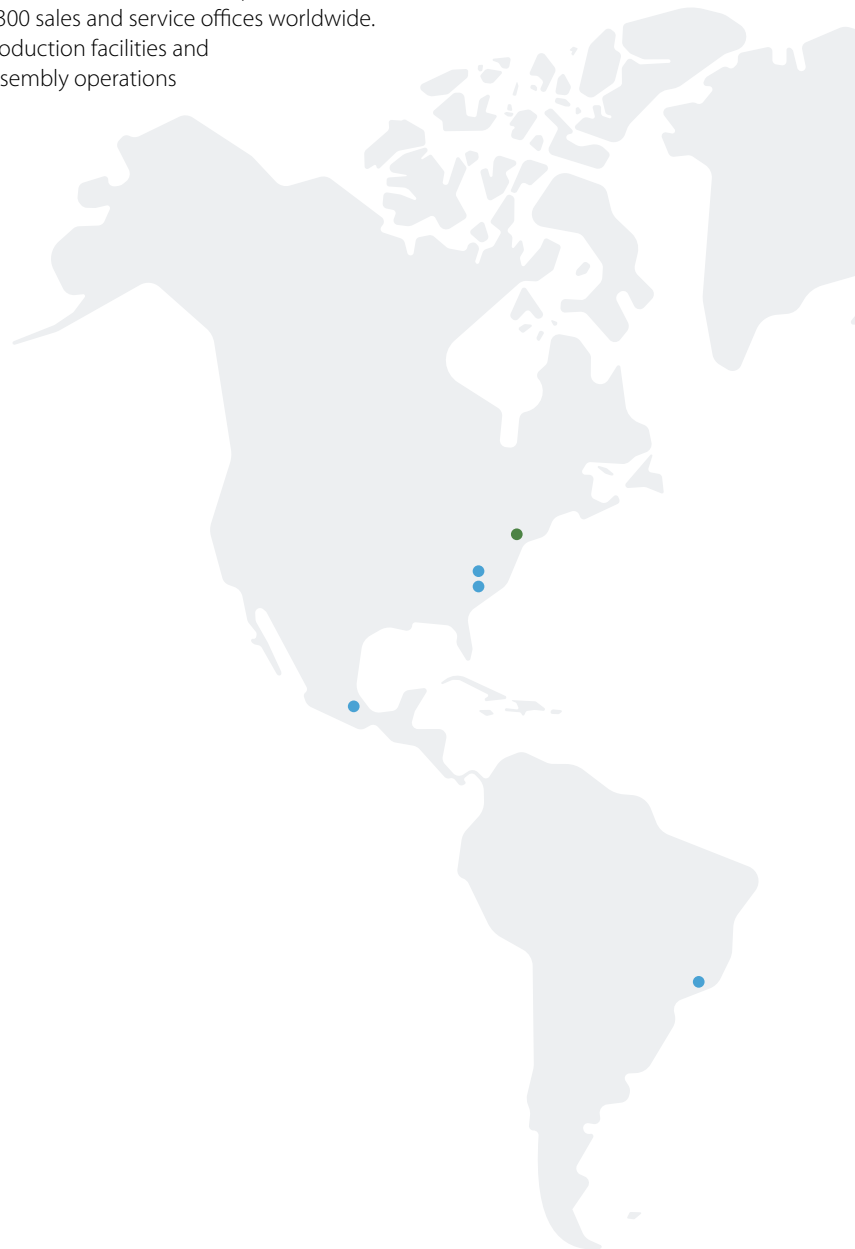 300 sales and service offices worldwide.
oduction facilities and
sembly operations